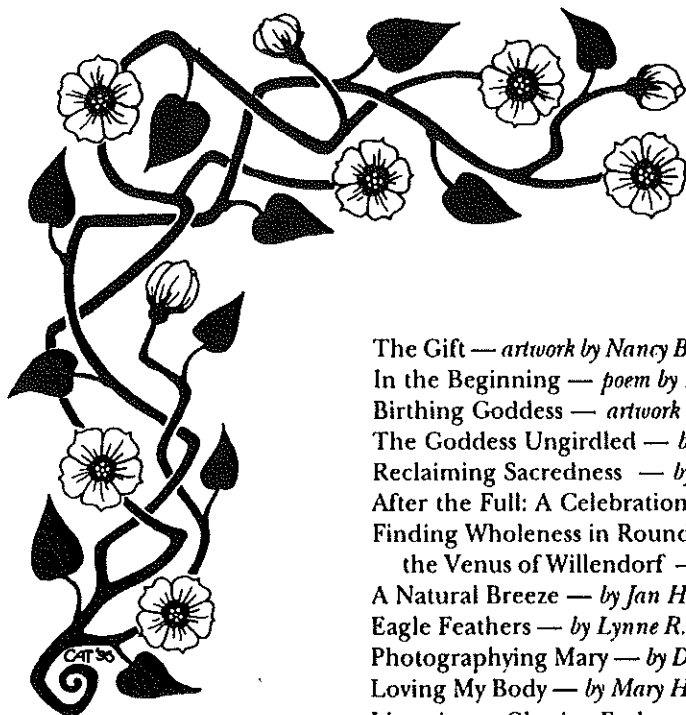 The Gift — artwork by Nancy B
In the Beginning — poem by
Birthing Goddess — artwork
The Goddess Ungirdled — b
Reclaiming Sacredness — by
After the Full: A Celebration
Finding Wholeness in Round
the Venus of Willendorf —
A Natural Breeze — by Jan H
Eagle Feathers — by Lynne R.
Photographying Mary — by D
Loving My Body — by Mary H
CAT '93